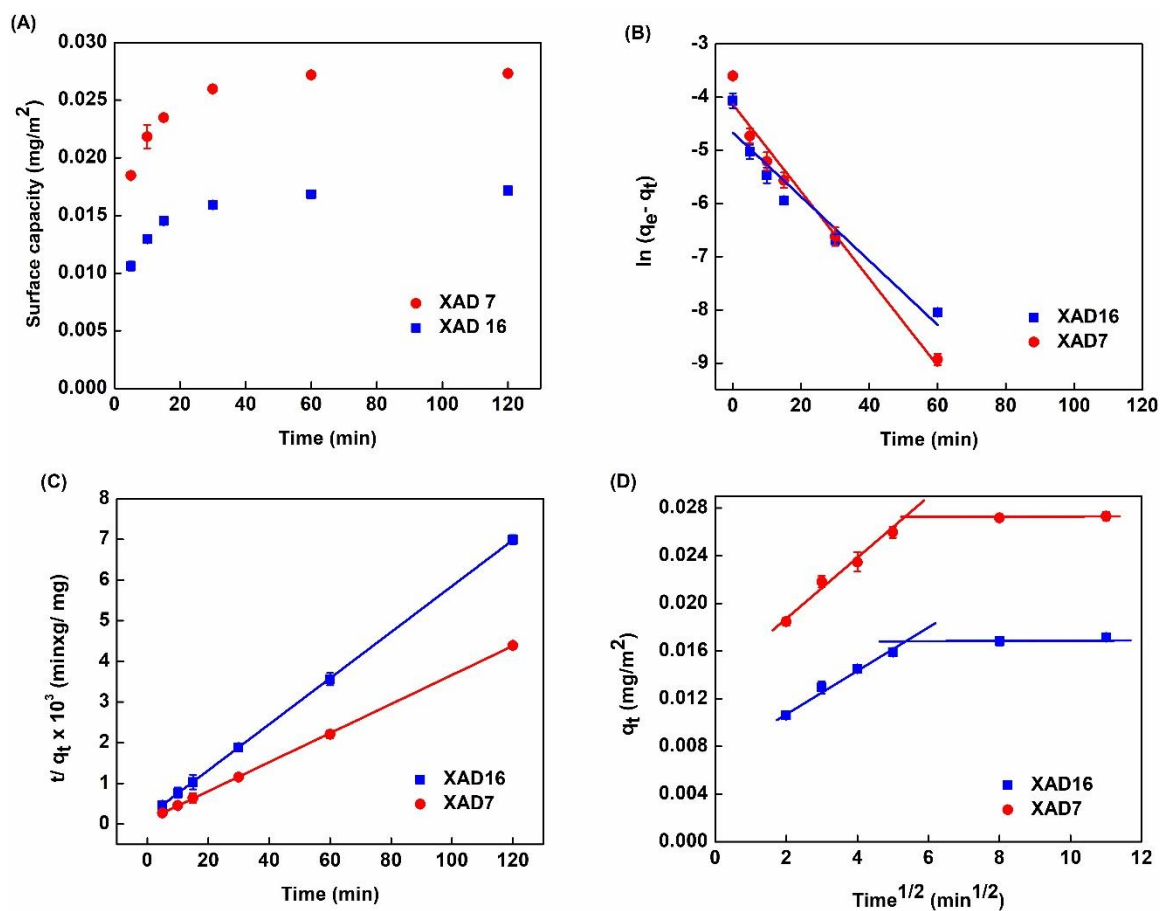 (A)
0.030
0.025
0.020
0.015
0.010
0.005
0.000
Surface capacity (mg/m²)
XAD 7
XAD 16
0 20 40 60 80 100 120
Time (min)
(B)
-3
-4
-5
-6
-7
-8
-9
ln (qₑ- qₜ)
XAD16
XAD7
0 20 40 60 80 100 120
Time (min)
(C)
8
7
6
5
4
3
2
1
0
t/ qₜ x 10³ (minxg/ mg)
XAD16
XAD7
0 20 40 60 80 100 120
Time (min)
(D)
0.028
0.024
0.020
0.016
0.012
0.008
0.004
0.000
qₜ (mg/m²)
XAD16
XAD7
0 2 4 6 8 10 12
Time1/2 (min1/2)